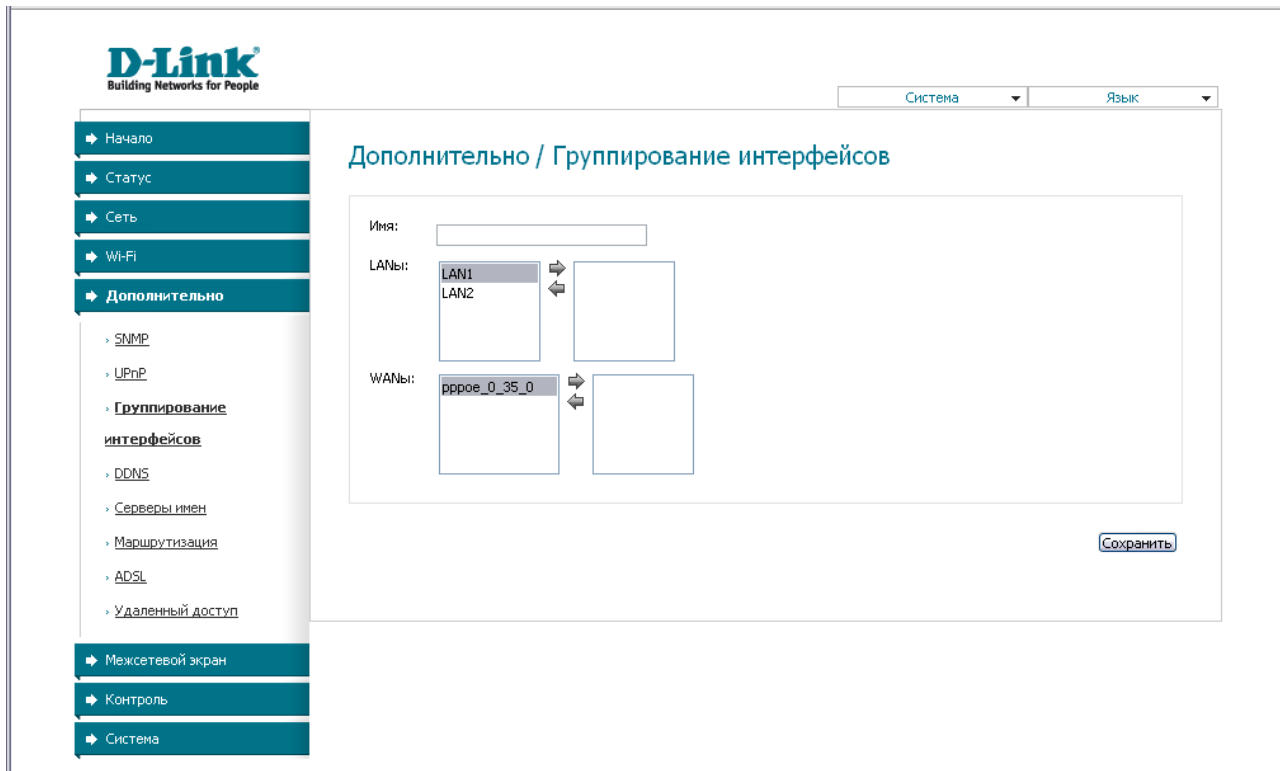 D-Link
Building Networks for People
Система
Язык
Начало
Статус
Сеть
Wi-Fi
Дополнительно
SNMP
UPnP
Группирование
интерфейсов
DDNS
Серверы имен
Маршрутизация
ADSL
Удаленный доступ
Межсетевой экран
Контроль
Система
Дополнительно / Группирование интерфейсов
Имя:
LANы:
LAN1
LAN2
WANы:
pppoe_0_35_0
Сохранить